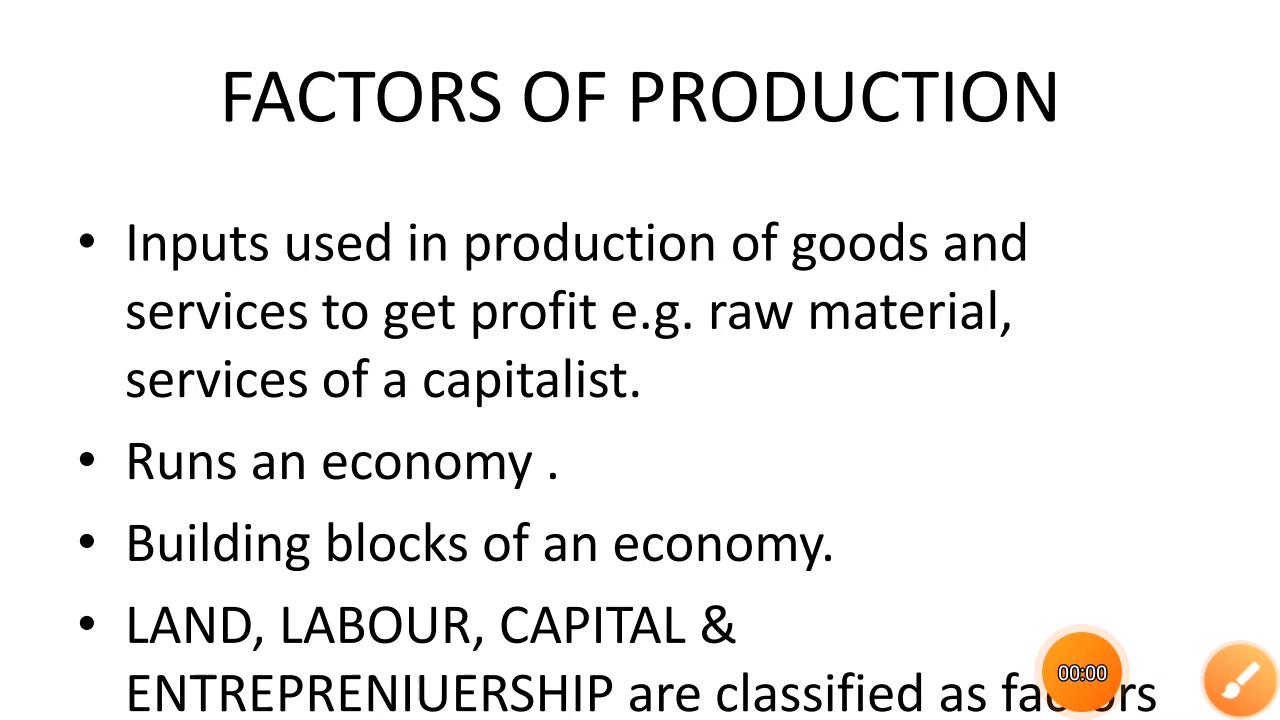 FACTORS OF PRODUCTION
• Inputs used in production of goods and
services to get profit e.g. raw material,
services of a capitalist.
• Runs an economy .
• Building blocks of an economy.
• LAND, LABOUR, CAPITAL &
ENTREPRENIUERSHIP are classified as factors
00:00